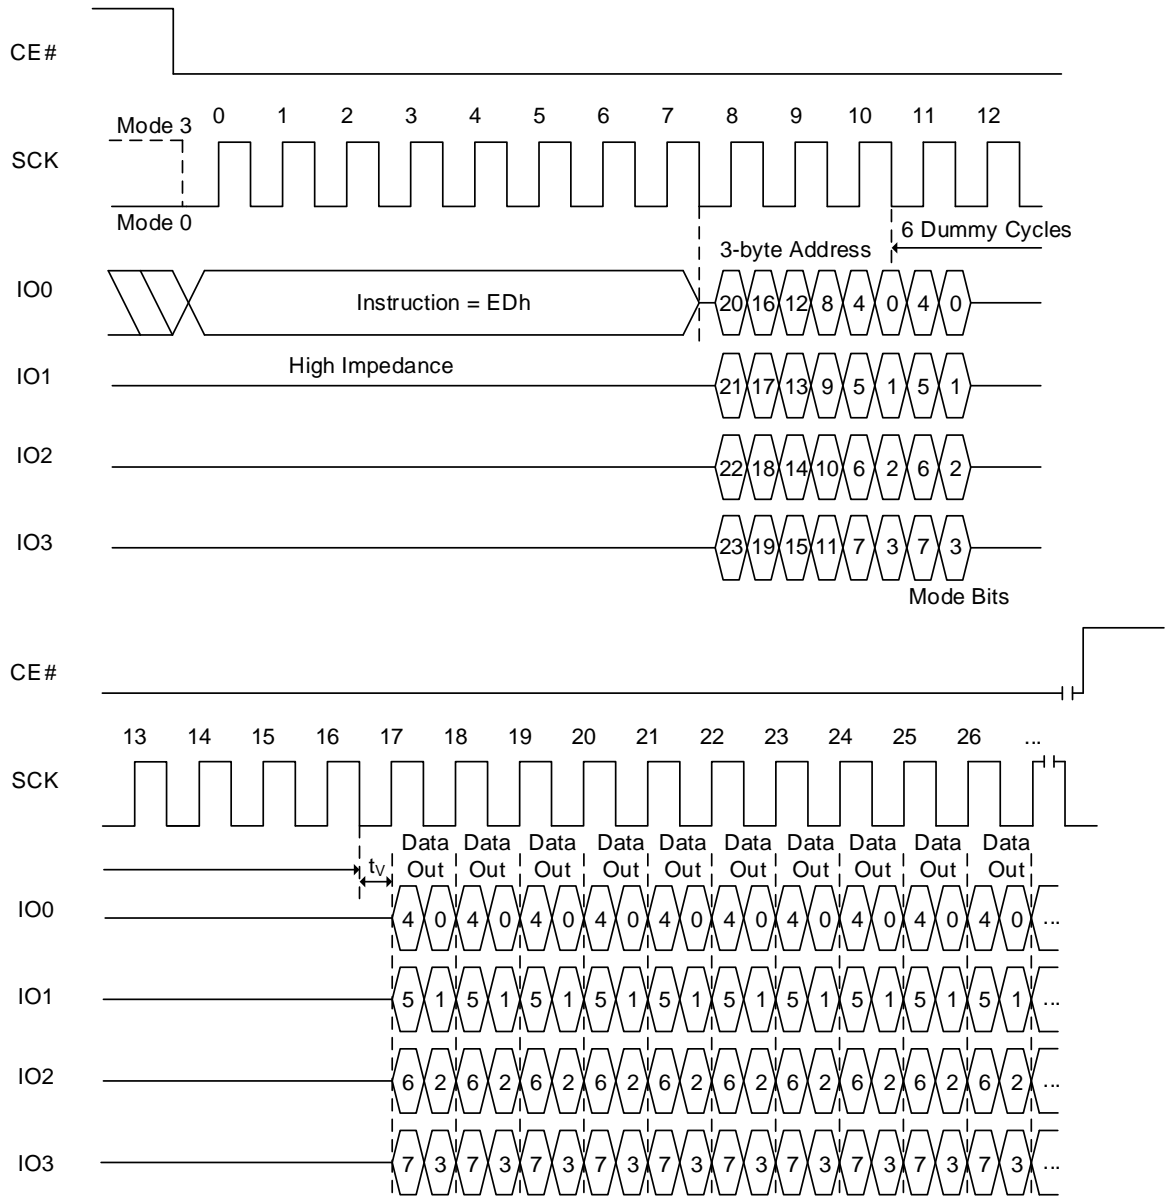 CE#
Mode 3 0 1 2 3 4 5 6 7 8 9 10 11 12
SCK
Mode 0
6 Dummy Cycles
3-byte Address
IO0 Instruction = EDh 20 16 12 8 4 0 4 0
High Impedance
IO1 21 17 13 9 5 1 5 1
IO2 22 18 14 10 6 2 6 2
IO3 23 19 15 11 7 3 7 3
Mode Bits
CE#
13 14 15 16 17 18 19 20 21 22 23 24 25 26 ...
SCK
Data Data Data Data Data Data Data Data Data Data
tV Out Out Out Out Out Out Out Out Out Out
IO0 4 0 4 0 4 0 4 0 4 0 4 0 4 0 4 0 4 0 4 0 ...
IO1 5 1 5 1 5 1 5 1 5 1 5 1 5 1 5 1 5 1 5 1 ...
IO2 6 2 6 2 6 2 6 2 6 2 6 2 6 2 6 2 6 2 6 2 ...
IO3 7 3 7 3 7 3 7 3 7 3 7 3 7 3 7 3 7 3 7 3 ...